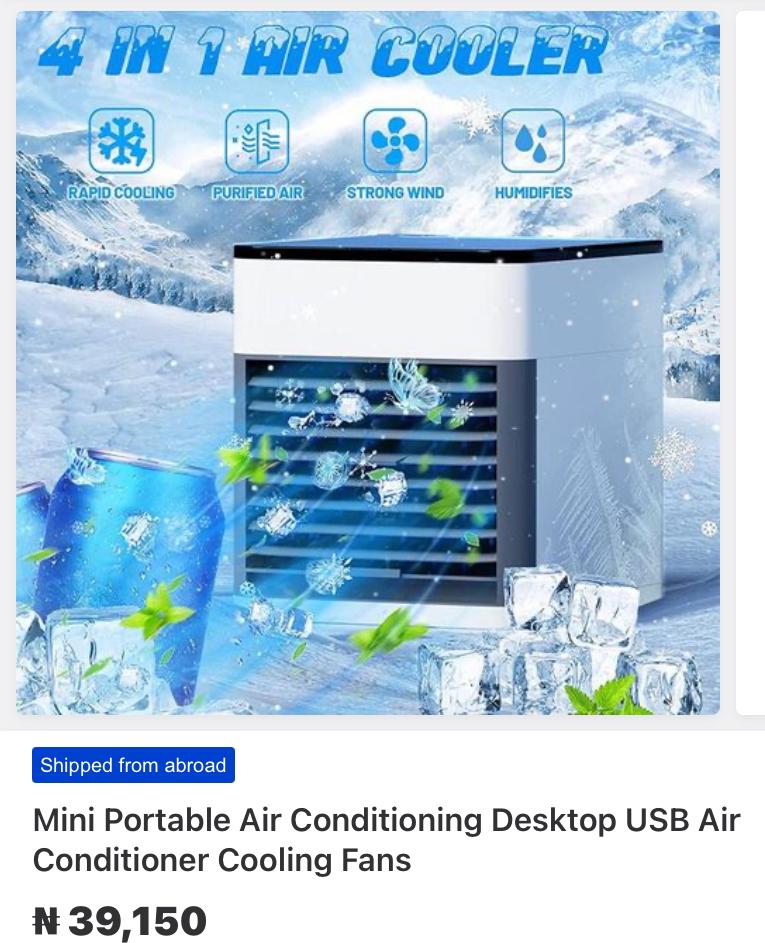 4 IN 1 AIR COOLER
RAPID COOLING PURIFIED AIR STRONG WIND HUMIDIFIES
Shipped from abroad
Mini Portable Air Conditioning Desktop USB Air
Conditioner Cooling Fans
₦ 39,150